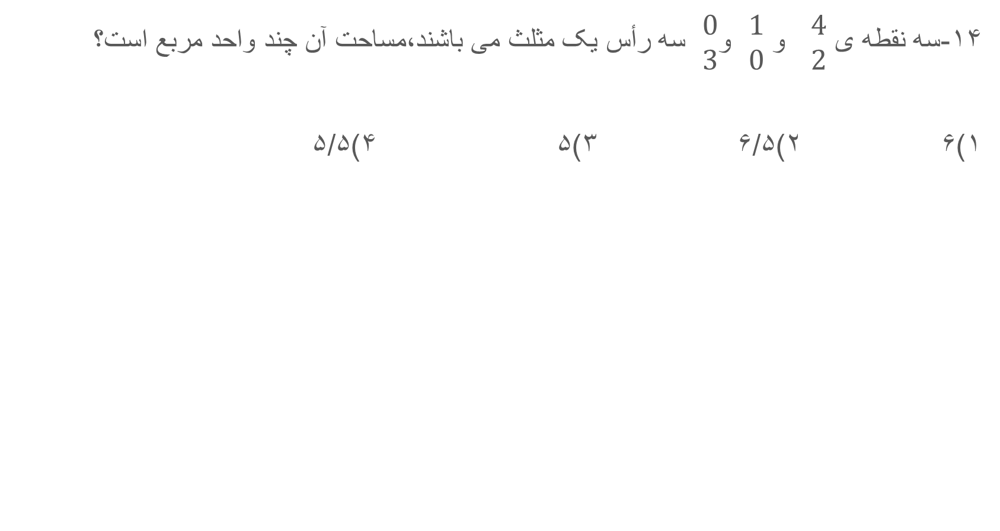 ۱۴-سه نقطه ی 4 2 و 1 0 و 0 3 سه رأس یک مثلث می باشند،مساحت آن چند واحد مربع است؟
۱)۶ ۲)۶/۵ ۳)۵ ۴)۵/۵